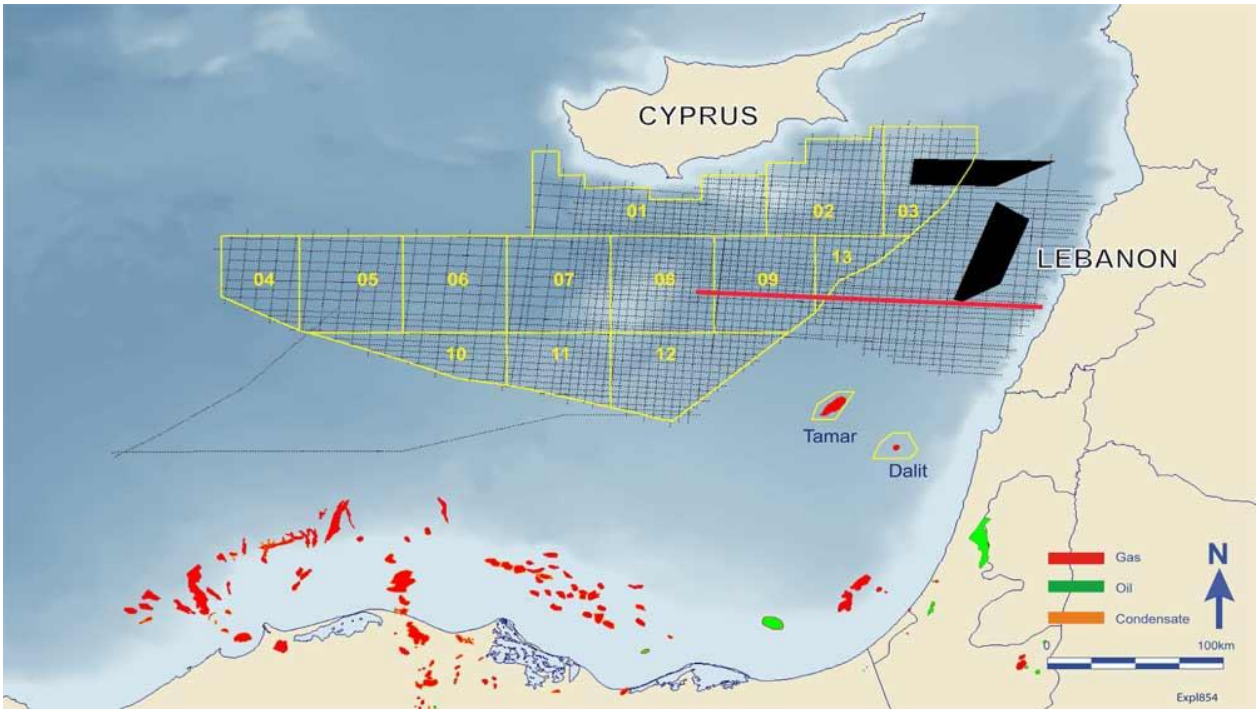 CYPRUS
01
02
03
04
05
06
07
08
09
13
LEBANON
10
11
12
Tamar
Dalit
Gas
Oil
Condensate
N
0
100km
Expl854